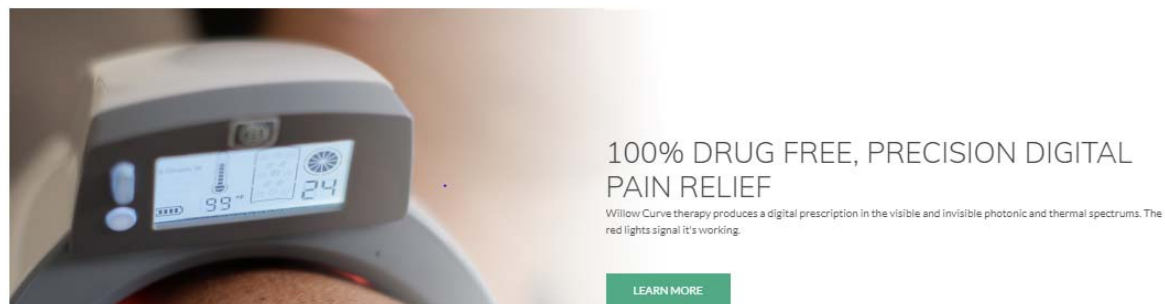 99
24
100% DRUG FREE, PRECISION DIGITAL
PAIN RELIEF
Willow Curve therapy produces a digital prescription in the visible and invisible photonic and thermal spectrums. The
red lights signal it's working.
LEARN MORE